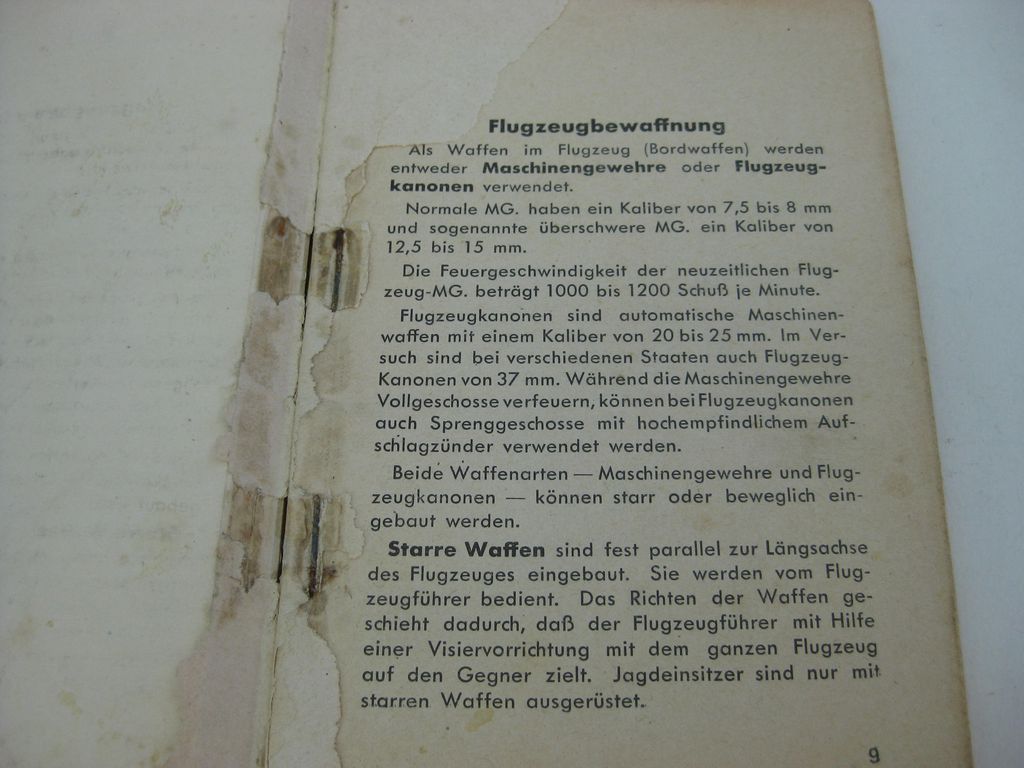 Flugzeugbewaffnung
Als Waffen im Flugzeug (Bordwaffen) werden
entweder Maschinengewehre oder Flugzeug-
kanonen verwendet.
Normale MG. haben ein Kaliber von 7,5 bis 8 mm
und sogenannte überschwere MG. ein Kaliber von
12,5 bis 15 mm.
Die Feuergeschwindigkeit der neuzeitlichen Flug-
zeug-MG. beträgt 1000 bis 1200 Schuß je Minute.
Flugzeugkanonen sind automatische Maschinen-
waffen mit einem Kaliber von 20 bis 25 mm. Im Ver-
such sind bei verschiedenen Staaten auch Flugzeug-
Kanonen von 37 mm. Während die Maschinengewehre
Vollgeschosse verfeuern, können bei Flugzeugkanonen
auch Sprenggeschosse mit hochempfindlichem Auf-
schlagzünder verwendet werden.
Beide Waffenarten — Maschinengewehre und Flug-
zeugkanonen — können starr oder beweglich ein-
gebaut werden.
Starre Waffen sind fest parallel zur Längsachse
des Flugzeuges eingebaut. Sie werden vom Flug-
zeugführer bedient. Das Richten der Waffen ge-
schieht dadurch, daß der Flugzeugführer mit Hilfe
einer Visiervorrichtung mit dem ganzen Flugzeug
auf den Gegner zielt. Jagdeinsitzer sind nur mit
starren Waffen ausgerüstet.
9